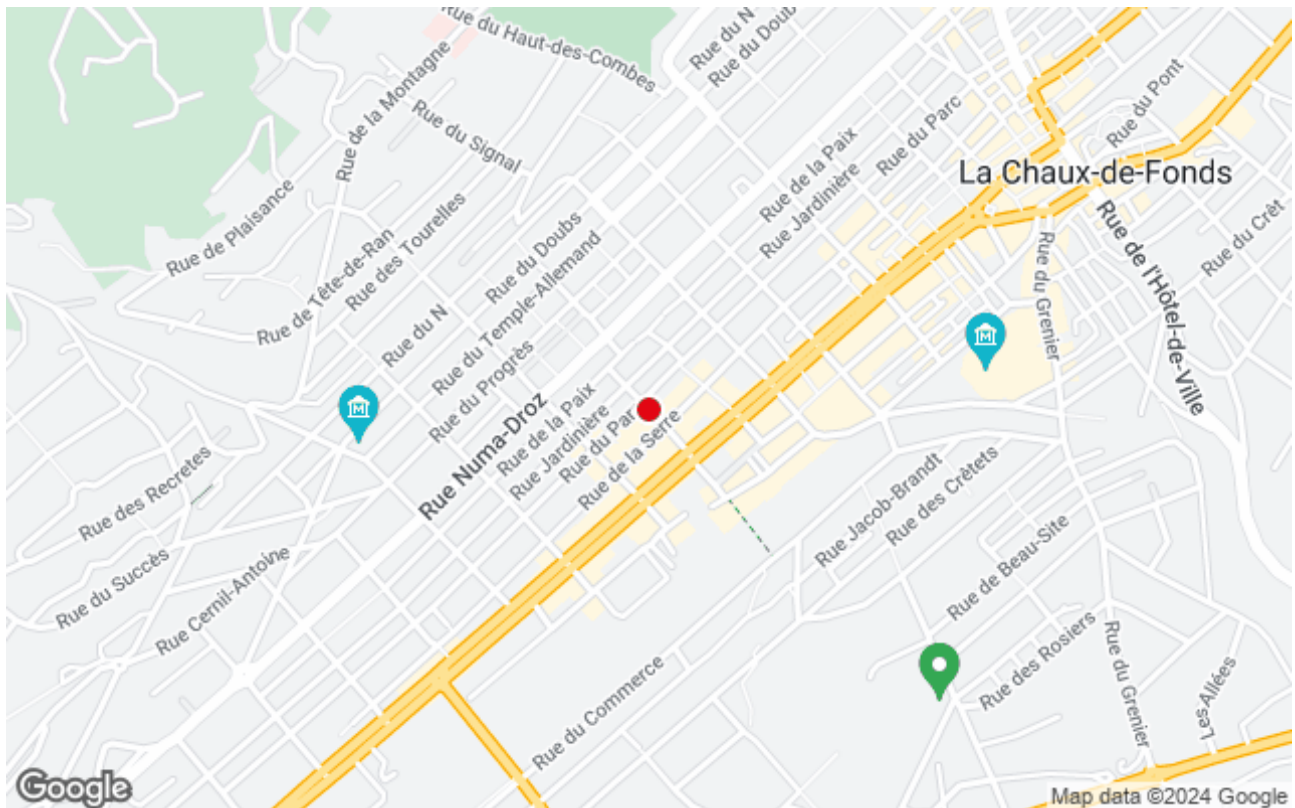 Rue du Haut-des-Combes
Rue du N
Rue du Doubs
Rue de la Montagne
Rue du Signal
Rue du Parc
Rue du Pont
Rue de la Paix
Rue Jardinière
La Chaux-de-Fonds
Rue de Plaisance
Rue de Tête-de-Ran
Rue des Tourelles
Rue du Doubs
Rue du Temple-Allemand
Rue du N
Rue du Progrès
Rue du Grenier
Rue de l'Hôtel-de-Ville
Rue du Crêt
Rue Numa-Droz
Rue de la Paix
Rue Jardinière
Rue du Par
Rue de la Serre
Rue des Recretes
Rue du Succès
Rue Cernil-Antoine
Rue Jacob-Brandt
Rue des Crêtets
Rue de Beau-Site
Rue des Rosiers
Rue du Grenier
Les Allées
Rue du Commerce
M
M
Google
Map data ©2024 Google